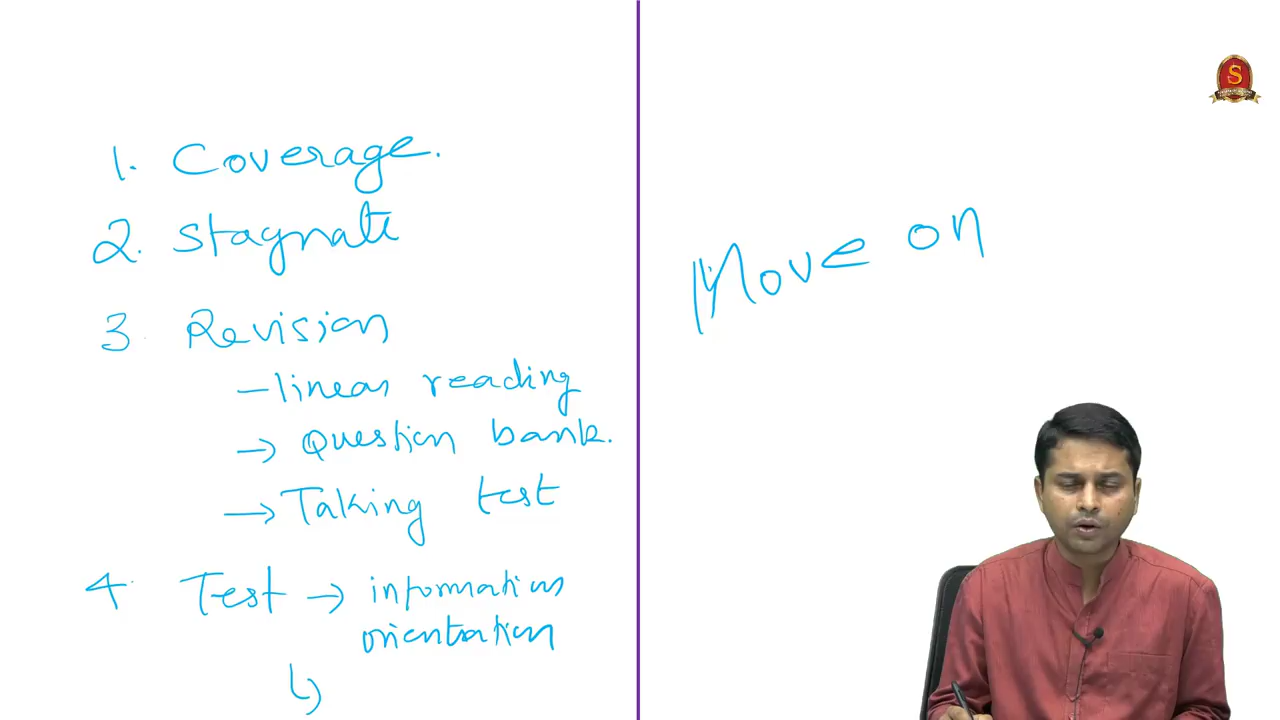 1. Coverage.
2. Stagnate
3. Revision
- linear reading
→ Question bank.
→ Taking test
4. Test → information
orientation
Move on
S